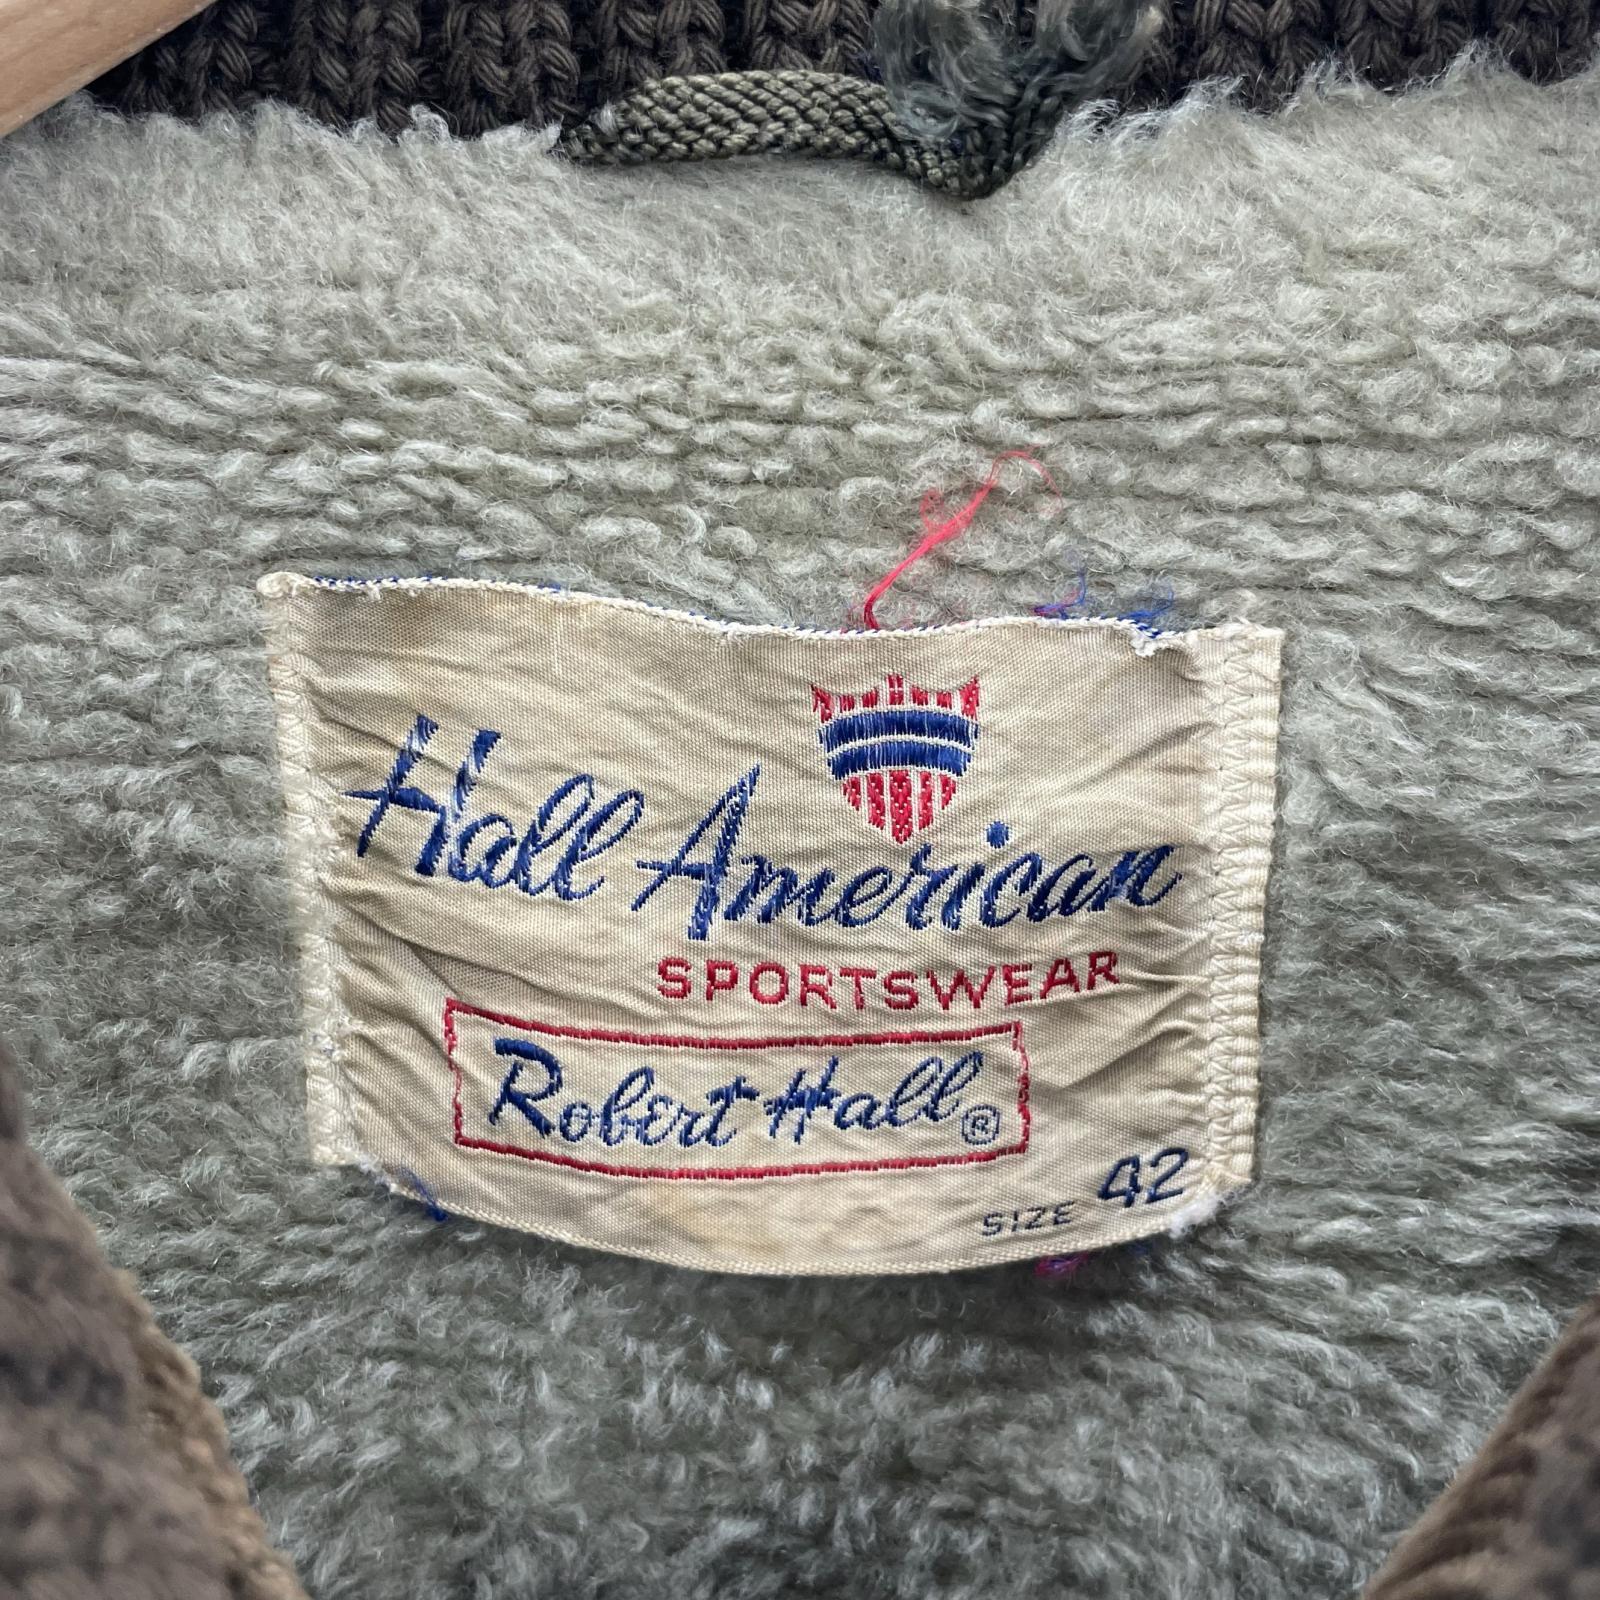 Hall American
SPORTSWEAR
Robert Hall®
SIZE 42